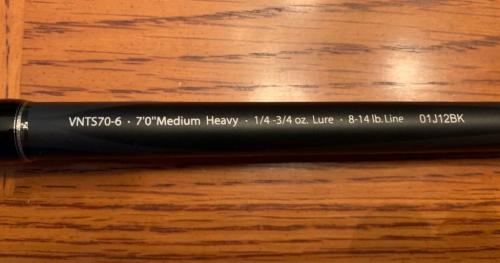 VNTS70-6 · 7'0"Medium Heavy · 1/4 -3/4 oz. Lure · 8-14 lb. Line 01J12BK